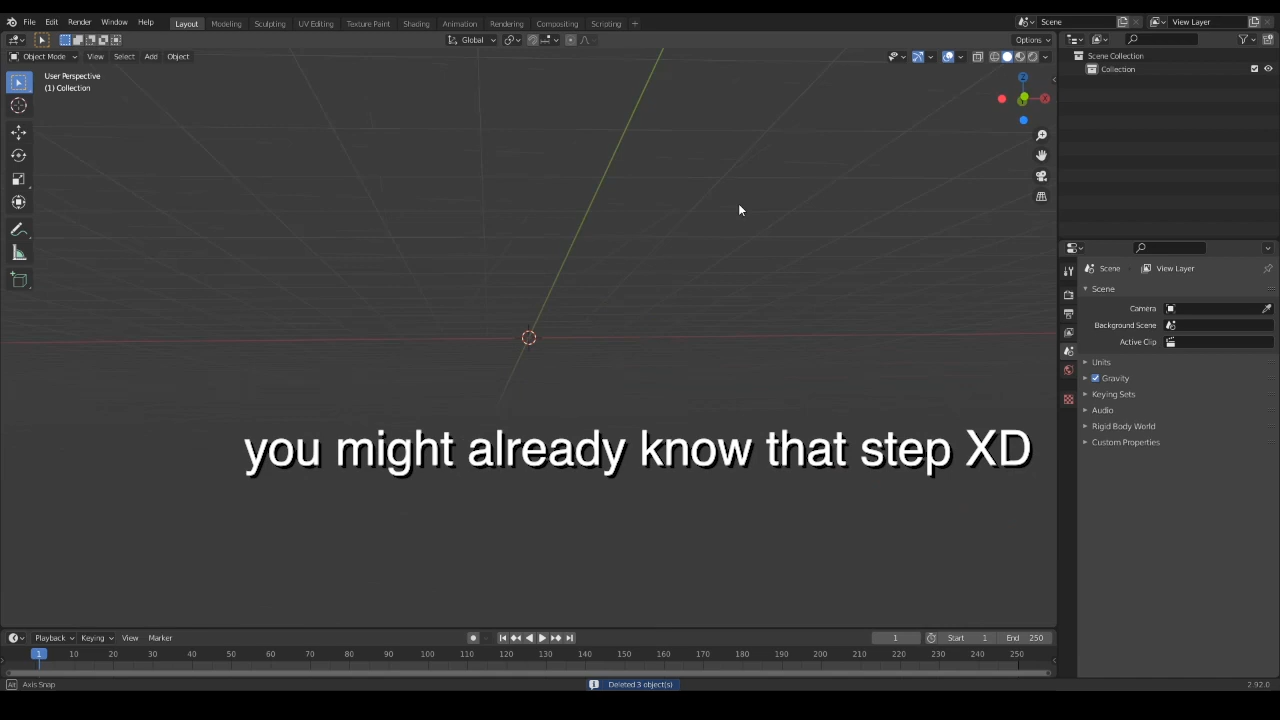 File Edit Render Window Help Layout Modeling Sculpting UV Editing Texture Paint Shading Animation Rendering Compositing Scripting + Scene View Layer
Global Options
Object Mode View Select Add Object
User Perspective
(1) Collection
Scene Collection
Collection
Z
X
Y
Scene View Layer
Scene
Camera
Background Scene
Active Clip
Units
Gravity
Keying Sets
Audio
Rigid Body World
Custom Properties
you might already know that step XD
Playback Keying View Marker 1 Start 1 End 250
1 10 20 30 40 50 60 70 80 90 100 110 120 130 140 150 160 170 180 190 200 210 220 230 240 250
Alt Axis Snap Deleted 3 object(s) 2.92.0